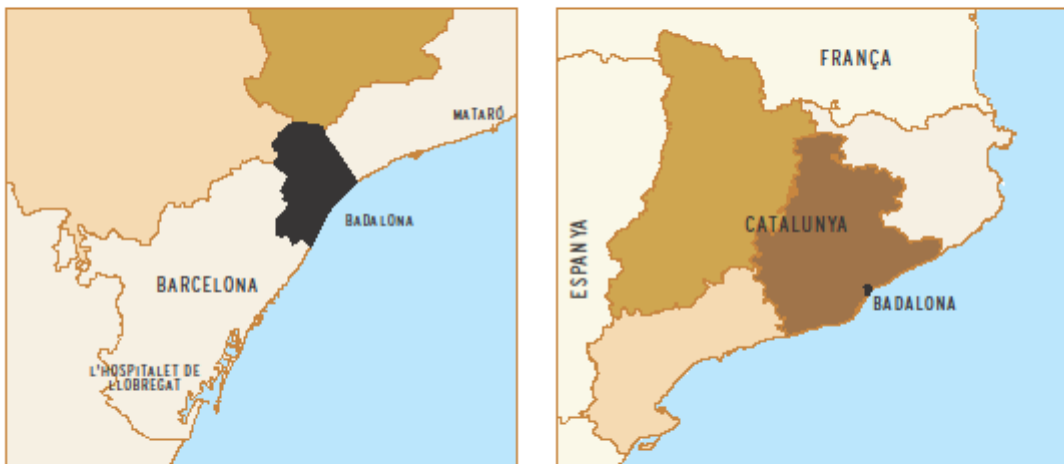 MATARÓ
BADALONA
BARCELONA
L'HOSPITALET DE
LLOBREGAT
FRANÇA
ESPANYA
CATALUNYA
BADALONA